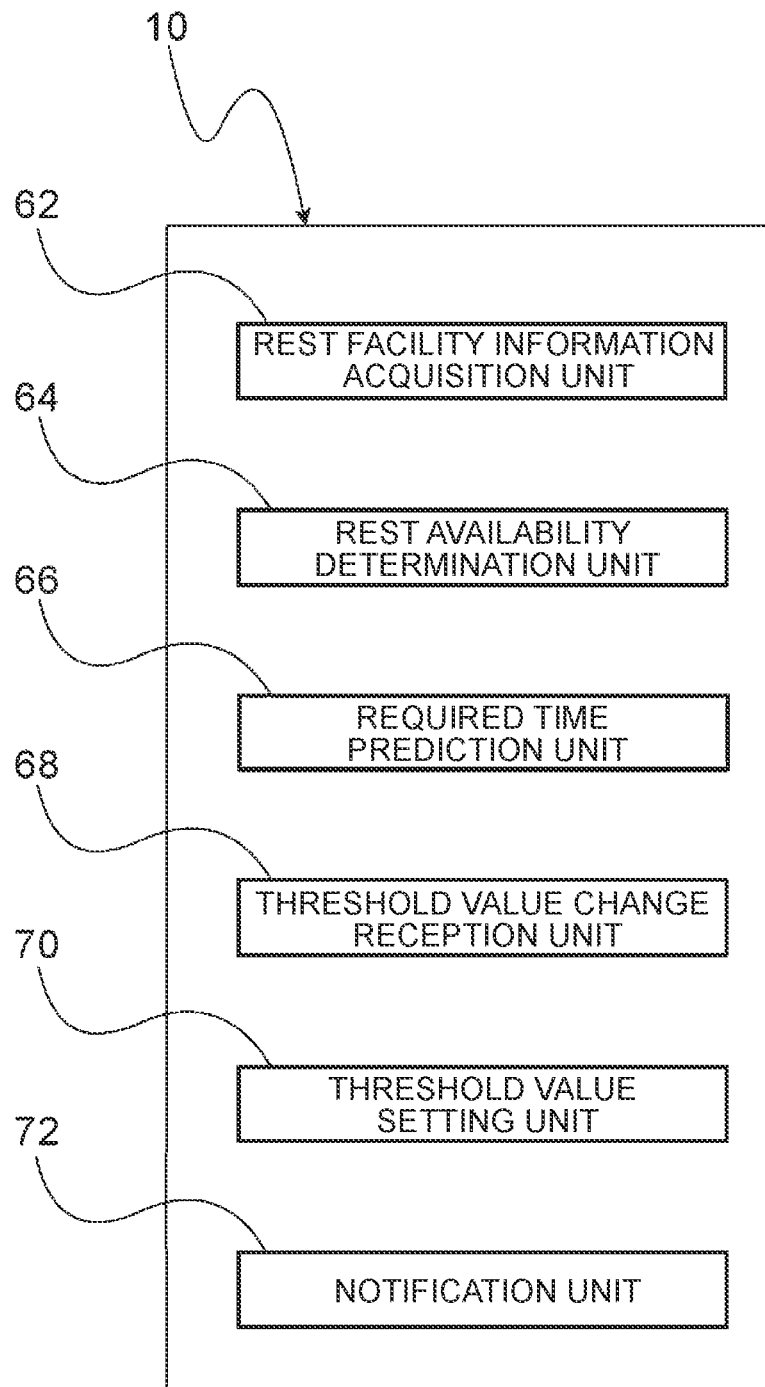 10
62
REST FACILITY INFORMATION
ACQUISITION UNIT
64
REST AVAILABILITY
DETERMINATION UNIT
66
REQUIRED TIME
PREDICTION UNIT
68
THRESHOLD VALUE CHANGE
RECEPTION UNIT
70
THRESHOLD VALUE
SETTING UNIT
72
NOTIFICATION UNIT